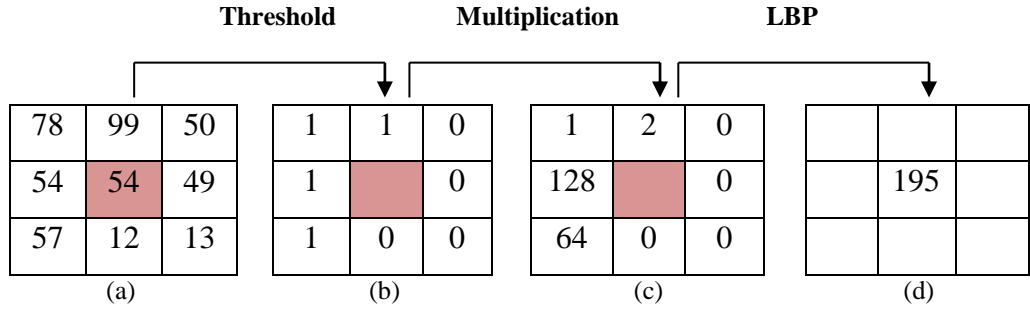 Threshold Multiplication LBP
78 99 50 1 1 0 1 2 0
54 54 49 1 0 128 0 195
57 12 13 1 0 0 64 0 0
(a) (b) (c) (d)